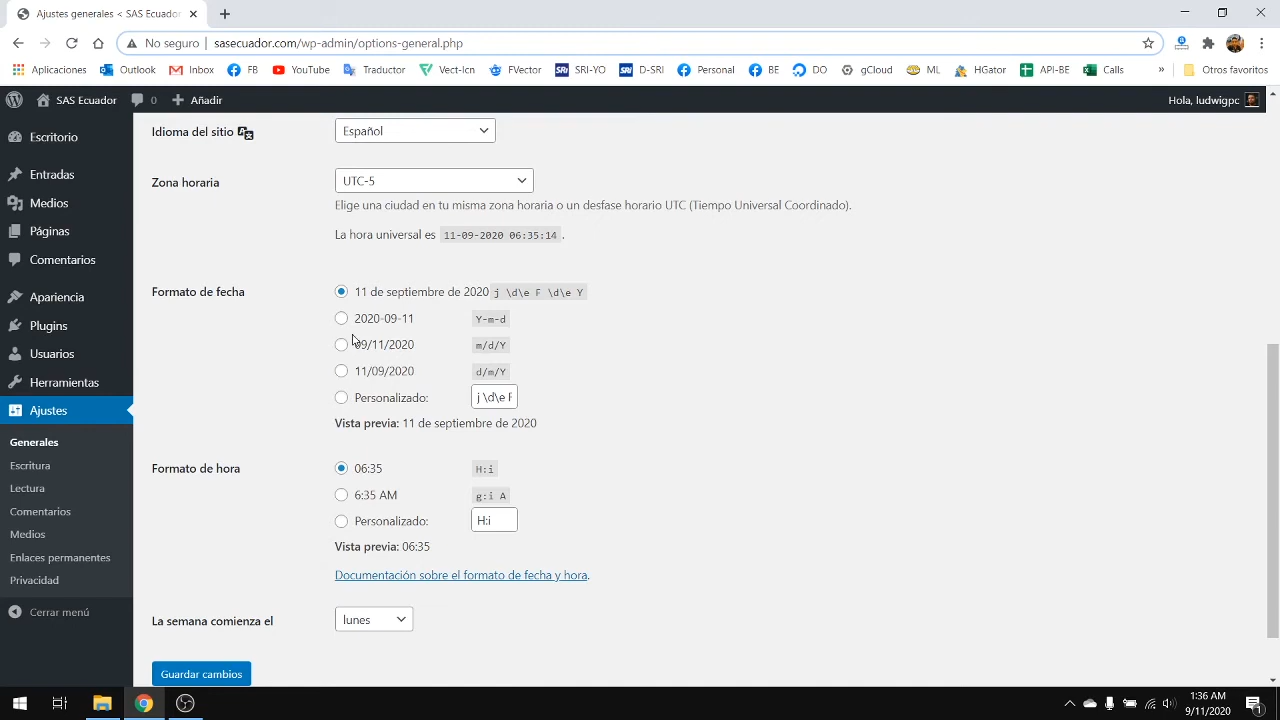 Ajustes generales < SAS Ecuador
No seguro | sasecuador.com/wp-admin/options-general.php
Aplicaciones Outlook Inbox FB YouTube Traductor Vect-Icn FVector SRI-YO D-SRI Personal BE DO gCloud ML HGator API-BE Calls » Otros favoritos
SAS Ecuador 0 Añadir Hola, ludwigpc
Escritorio
Entradas
Medios
Páginas
Comentarios
Apariencia
Plugins
Usuarios
Herramientas
Ajustes
Generales
Escritura
Lectura
Comentarios
Medios
Enlaces permanentes
Privacidad
Cerrar menú
Idioma del sitio Español
Zona horaria UTC-5
Elige una ciudad en tu misma zona horaria o un desfase horario UTC (Tiempo Universal Coordinado).
La hora universal es 11-09-2020 06:35:14 .
Formato de fecha 11 de septiembre de 2020 j \d\e F \d\e Y
2020-09-11 Y-m-d
09/11/2020 m/d/Y
11/09/2020 d/m/Y
Personalizado: j \d\e F
Vista previa: 11 de septiembre de 2020
Formato de hora 06:35 H:i
6:35 AM g:i A
Personalizado: H:i
Vista previa: 06:35
Documentación sobre el formato de fecha y hora.
La semana comienza el lunes
Guardar cambios
1:36 AM
9/11/2020